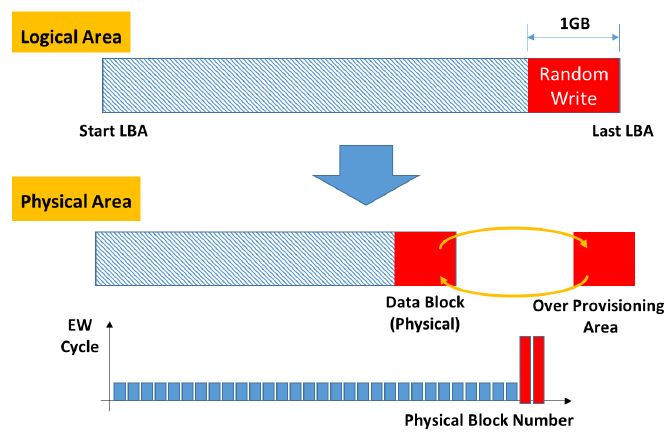 Logical Area
1GB
Random
Write
Start LBA
Last LBA
Physical Area
Data Block
(Physical)
Over Provisioning
Area
EW
Cycle
Physical Block Number